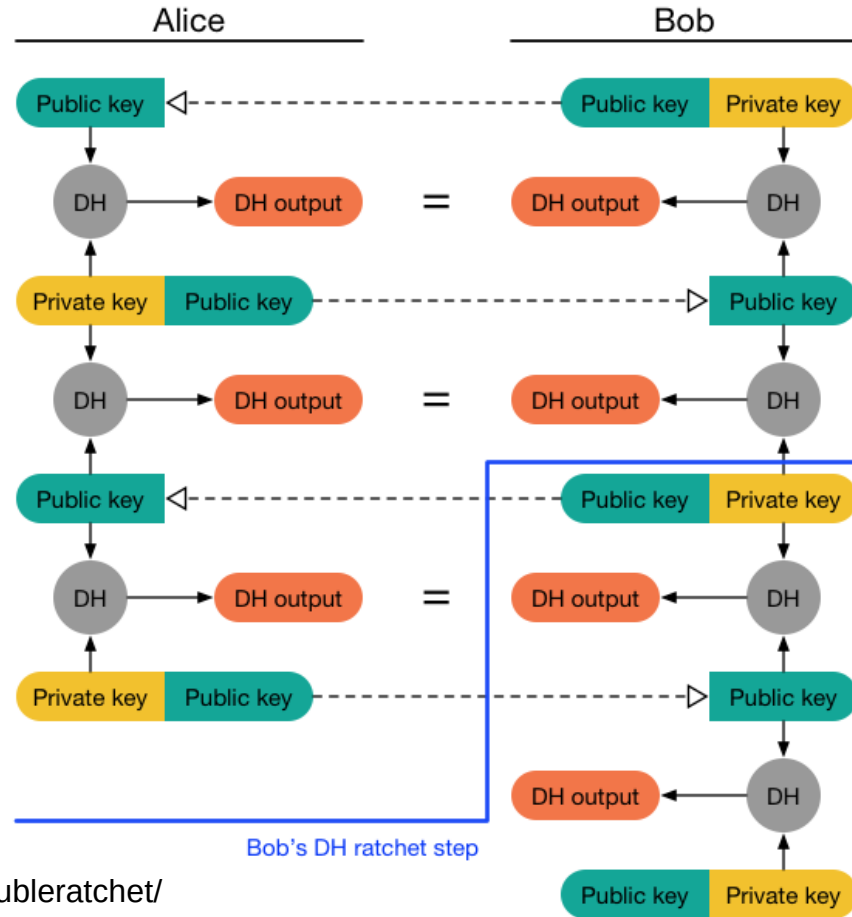 Alice Bob
Public key Public key Private key
DH DH output = DH output DH
Private key Public key Public key
DH DH output = DH output DH
Public key Public key Private key
DH DH output = DH output DH
Private key Public key Public key
DH output DH
Bob's DH ratchet step
ubleratchet/
Public key Private key